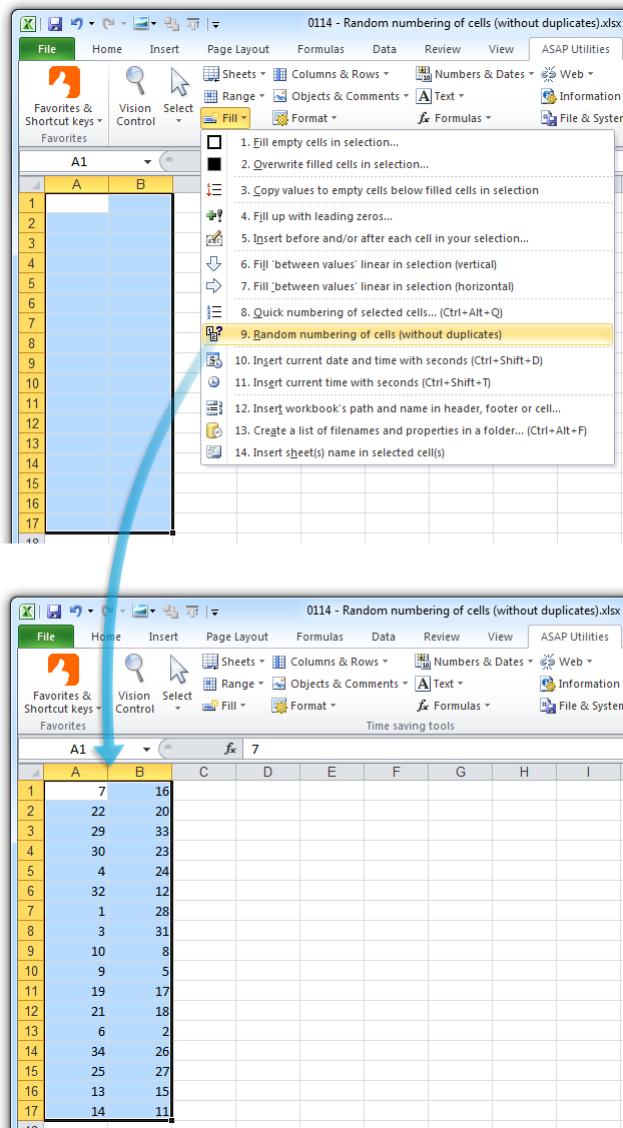 0114 - Random numbering of cells (without duplicates).xlsx
File Home Insert Page Layout Formulas Data Review View ASAP Utilities
Sheets Columns & Rows Numbers & Dates Web
Favorites & Shortcut keys Vision Control Select Range Objects & Comments Text Information
Fill Format Formulas File & System
Favorites
A1
A B
1 1. Fill empty cells in selection...
2 2. Overwrite filled cells in selection...
3 3. Copy values to empty cells below filled cells in selection
4 4. Fill up with leading zeros...
5 5. Insert before and/or after each cell in your selection...
6 6. Fill 'between values' linear in selection (vertical)
7 7. Fill 'between values' linear in selection (horizontal)
8 8. Quick numbering of selected cells... (Ctrl+Alt+Q)
9 9. Random numbering of cells (without duplicates)
10 10. Insert current date and time with seconds (Ctrl+Shift+D)
11 11. Insert current time with seconds (Ctrl+Shift+T)
12 12. Insert workbook's path and name in header, footer or cell...
13 13. Create a list of filenames and properties in a folder... (Ctrl+Alt+F)
14 14. Insert sheet(s) name in selected cell(s)
15
16
17
0114 - Random numbering of cells (without duplicates).xlsx
File Home Insert Page Layout Formulas Data Review View ASAP Utilities
Sheets Columns & Rows Numbers & Dates Web
Favorites & Shortcut keys Vision Control Select Range Objects & Comments Text Information
Fill Format Formulas File & System
Favorites Time saving tools
A1 fx 7
A B C D E F G H I
1 7 16
2 22 20
3 29 33
4 30 23
5 4 24
6 32 12
7 1 28
8 3 31
9 10 8
10 9 5
11 19 17
12 21 18
13 6 2
14 34 26
15 25 27
16 13 15
17 14 11